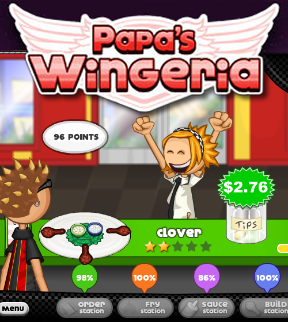 Papa's
Wingeria
96 POINTS
$2.76
TIPS
clover
98%
100%
86%
100%
MENU
ORDER station
FRY station
SAUCE station
BUILD station